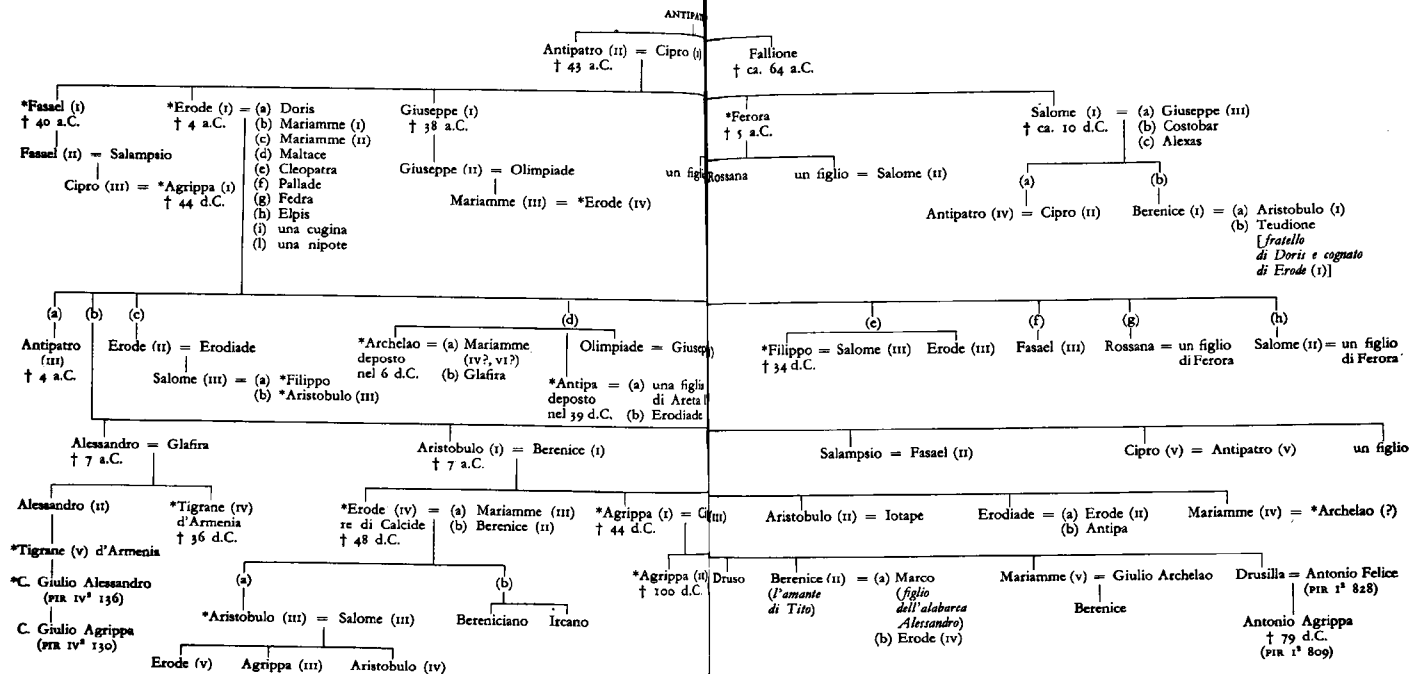 ANTIPAT
Antipatro (II) = Cipro (I)
† 43 a.C.
Fallione
† ca. 64 a.C.
*Fasael (I)
† 40 a.C.
Fasael (II) = Salampsio
Cipro (III) = *Agrippa (I)
† 44 d.C.
*Erode (I) = (a) Doris
† 4 a.C.
(b) Mariamme (I)
(c) Mariamme (II)
(d) Maltace
(e) Cleopatra
(f) Pallade
(g) Fedra
(h) Elpis
(i) una cugina
(l) una nipote
Giuseppe (I)
† 38 a.C.
Giuseppe (II) = Olimpiade
Mariamme (III) = *Erode (IV)
*Ferora
† 5 a.C.
un figli Rossana
un figlio = Salome (II)
Salome (I) = (a) Giuseppe (III)
† ca. 10 d.C.
(b) Costobar
(c) Alexas
(a)
(b)
Antipatro (IV) = Cipro (II)
Berenice (I) = (a) Aristobulo (I)
(b) Teudione
[fratello
di Doris e cognato
di Erode (I)]
(a)
(b)
(c)
(d)
(e)
(f)
(g)
(h)
Antipatro
(III)
† 4 a.C.
Erode (II) = Erodiade
Salome (III) = (a) *Filippo
(b) *Aristobulo (III)
*Archelao = (a) Mariamme
deposto (IV?, VI?)
nel 6 d.C. (b) Glafira
*Antipa = (a) una figlia
deposto di Areta
nel 39 d.C. (b) Erodiade
Olimpiade = Giusep
*Filippo = Salome (III)
† 34 d.C.
Erode (III)
Fasael (III)
Rossana = un figlio
di Ferora
Salome (II) = un figlio
di Ferora
Alessandro = Glafira
† 7 a.C.
Aristobulo (I) = Berenice (I)
† 7 a.C.
Salampsio = Fasael (II)
Cipro (V) = Antipatro (V)
un figlio
Alessandro (II)
*Tigrane (IV)
d'Armenia
† 36 d.C.
*Tigrane (V) d'Armenia
*C. Giulio Alessandro
(PIR IV² 136)
C. Giulio Agrippa
(PIR IV² 130)
*Erode (IV) = (a) Mariamme (III)
re di Calcide (b) Berenice (II)
† 48 d.C.
*Agrippa (I) = Ci (III)
† 44 d.C.
Aristobulo (II) = Iotape
Erodiade = (a) Erode (II)
(b) Antipa
Mariamme (IV) = *Archelao (?)
(a)
(b)
*Aristobulo (III) = Salome (III)
Bereniciano
Ircano
Erode (V)
Agrippa (III)
Aristobulo (IV)
*Agrippa (II)
† 100 d.C.
Druso
Berenice (II) = (a) Marco
(l'amante (figlio
di Tito) dell'alabarca
Alessandro)
(b) Erode (IV)
Mariamme (V) = Giulio Archelao
Berenice
Drusilla = Antonio Felice
(PIR I² 828)
Antonio Agrippa
† 79 d.C.
(PIR I² 809)